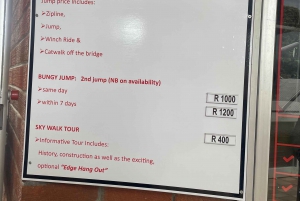 Jump price includes:
➢Zipline,
➢Jump,
➢Winch Ride &
➢Catwalk off the bridge
BUNGY JUMP: 2nd jump (NB on availability)
➢same day R 1000
➢within 7 days R 1200
SKY WALK TOUR
➢Informative Tour Includes: R 400
History, construction as well as the exciting,
optional "Edge Hang Out"